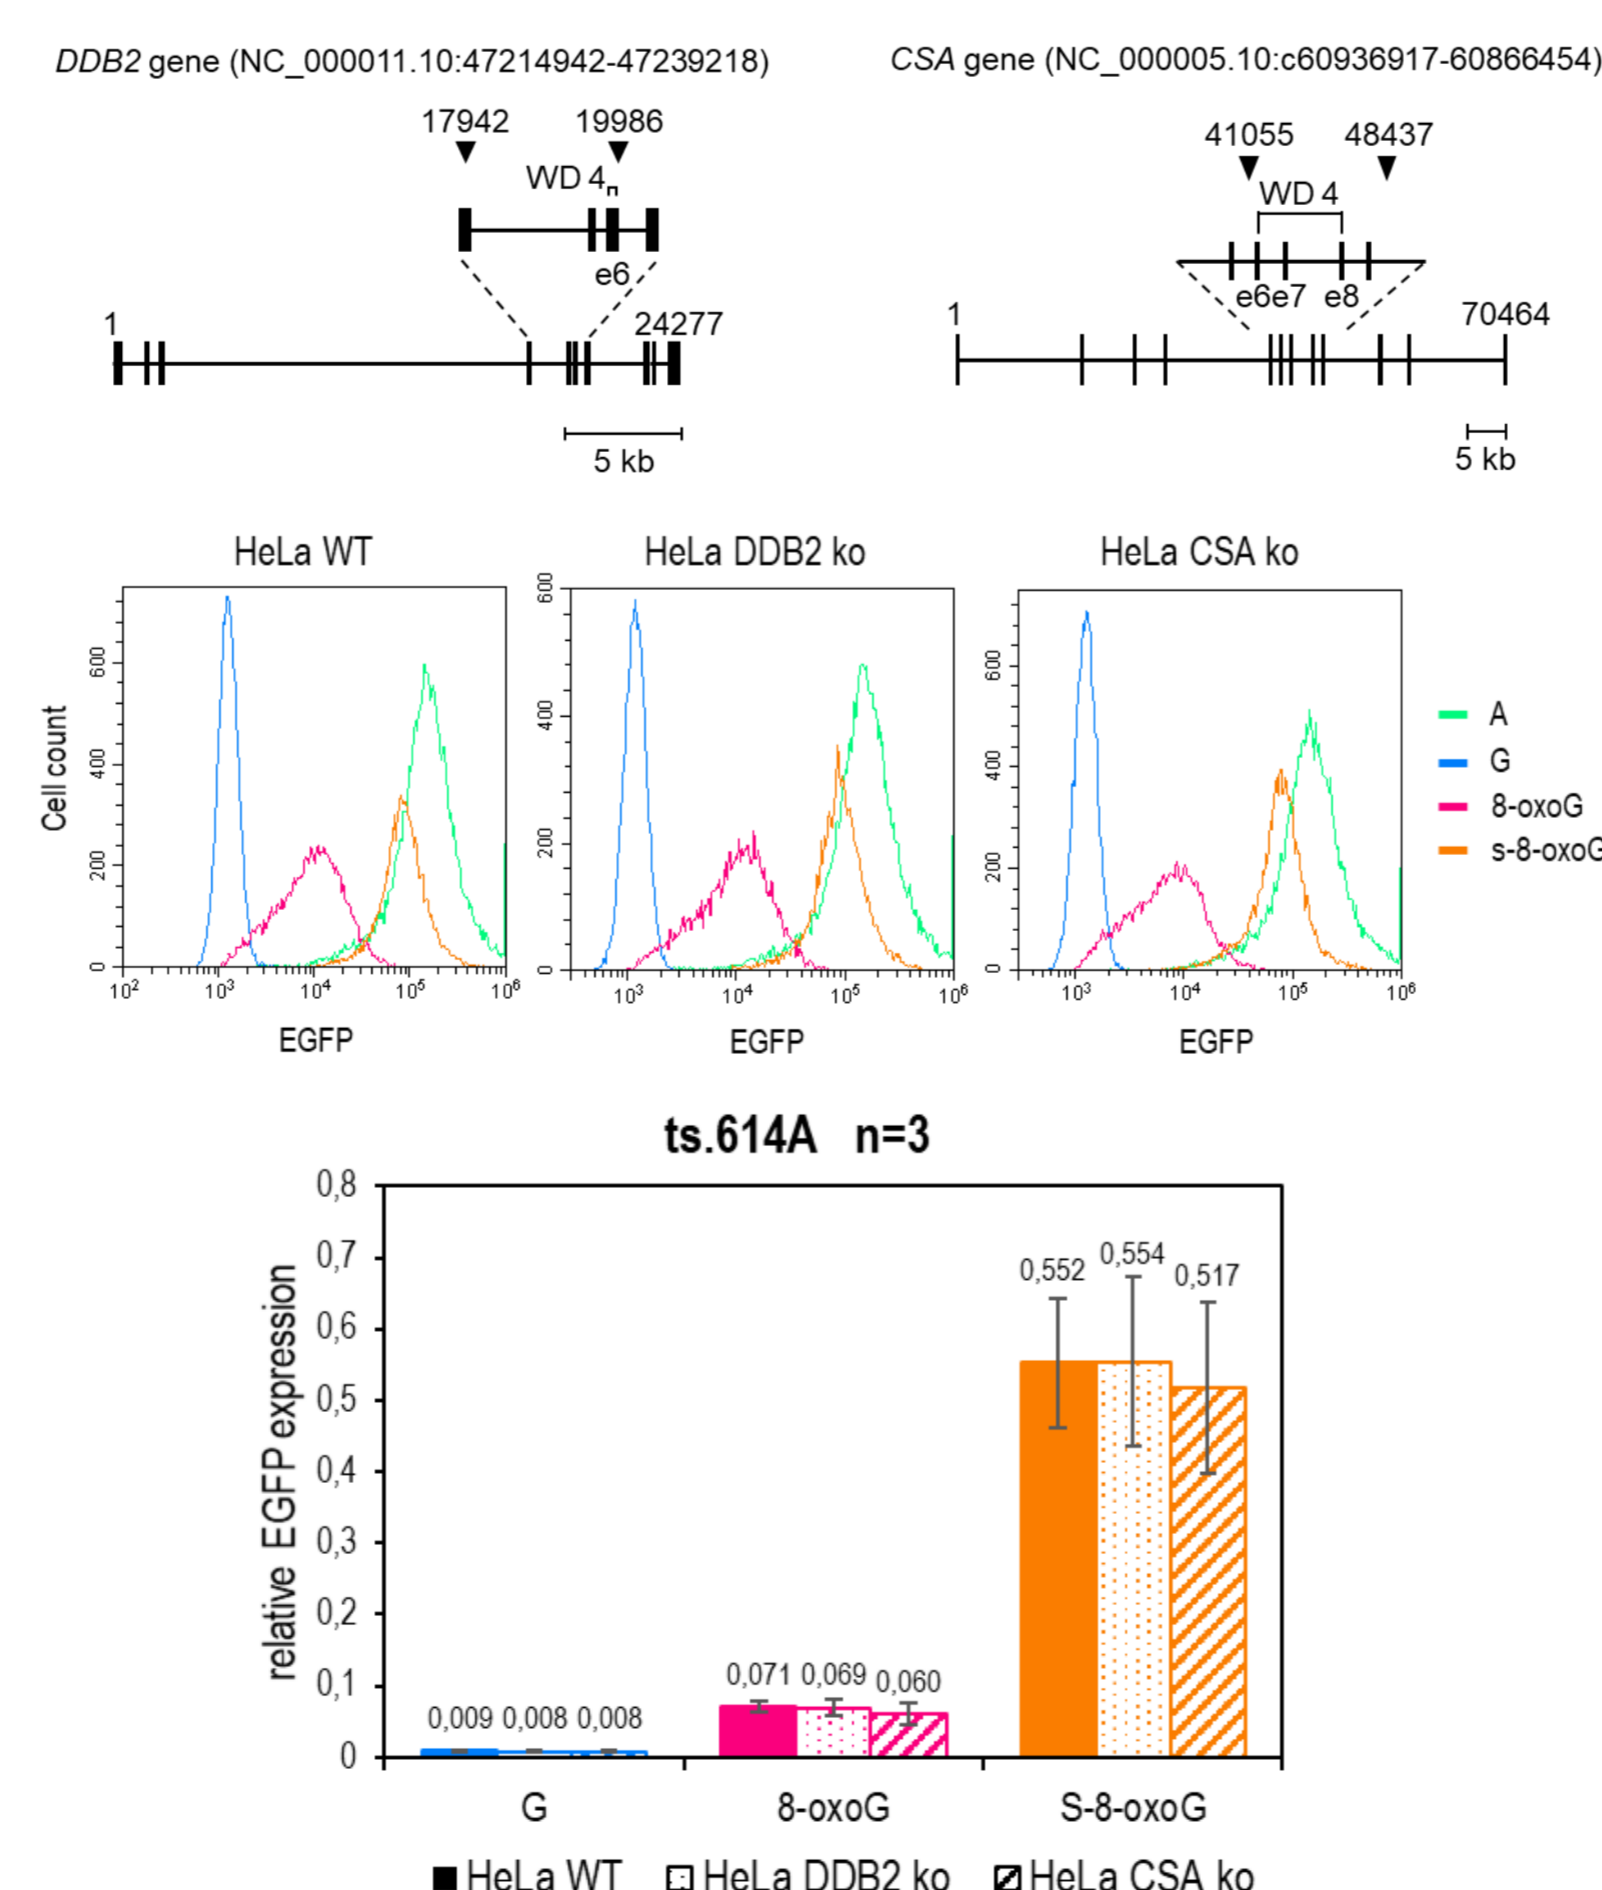 DDB2 gene (NC_000011.10:47214942-47239218)
CSA gene (NC_000005.10:c60936917-60866454)
17942 19986
WD 4
e6
1 24277
5 kb
41055 48437
WD 4
e6e7 e8
1 70464
5 kb
HeLa WT
HeLa DDB2 ko
HeLa CSA ko
Cell count
600
400
200
0
10² 10³ 10⁴ 10⁵ 10⁶
EGFP
600
400
200
0
10³ 10⁴ 10⁵ 10⁶
EGFP
600
400
200
0
10³ 10⁴ 10⁵ 10⁶
EGFP
A
G
8-oxoG
s-8-oxoG
ts.614A n=3
relative EGFP expression
0,8
0,7
0,6
0,5
0,4
0,3
0,2
0,1
0
0,009 0,008 0,008
0,071 0,069 0,060
0,552 0,554 0,517
G 8-oxoG S-8-oxoG
HeLa WT HeLa DDB2 ko HeLa CSA ko